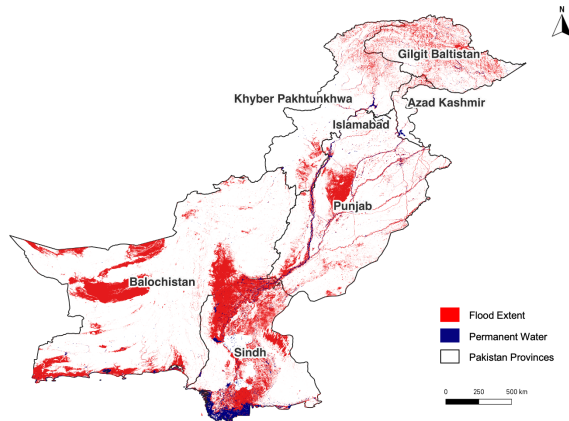 N
Gilgit Baltistan
Khyber Pakhtunkhwa
Azad Kashmir
Islamabad
Punjab
Balochistan
Sindh
Flood Extent
Permanent Water
Pakistan Provinces
0 250 500 km